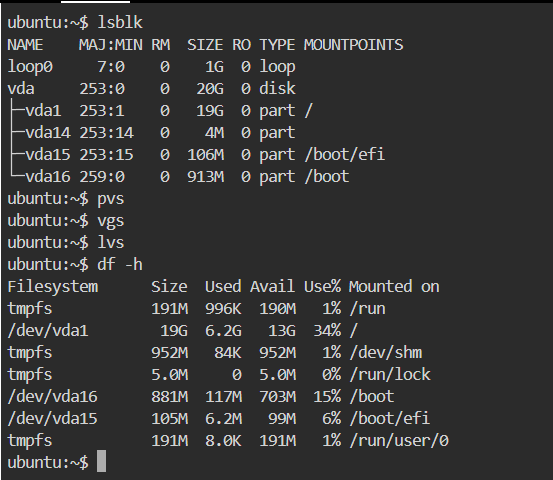 ubuntu:~$ lsblk
NAME    MAJ:MIN RM  SIZE RO TYPE MOUNTPOINTS
loop0     7:0    0    1G  0 loop
vda     253:0    0   20G  0 disk
├─vda1  253:1    0   19G  0 part /
├─vda14 253:14   0    4M  0 part
├─vda15 253:15   0  106M  0 part /boot/efi
└─vda16 259:0    0  913M  0 part /boot
ubuntu:~$ pvs
ubuntu:~$ vgs
ubuntu:~$ lvs
ubuntu:~$ df -h
Filesystem      Size  Used Avail Use% Mounted on
tmpfs           191M  996K  190M   1% /run
/dev/vda1        19G  6.2G   13G  34% /
tmpfs           952M   84K  952M   1% /dev/shm
tmpfs           5.0M     0  5.0M   0% /run/lock
/dev/vda16      881M  117M  703M  15% /boot
/dev/vda15      105M  6.2M   99M   6% /boot/efi
tmpfs           191M  8.0K  191M   1% /run/user/0
ubuntu:~$